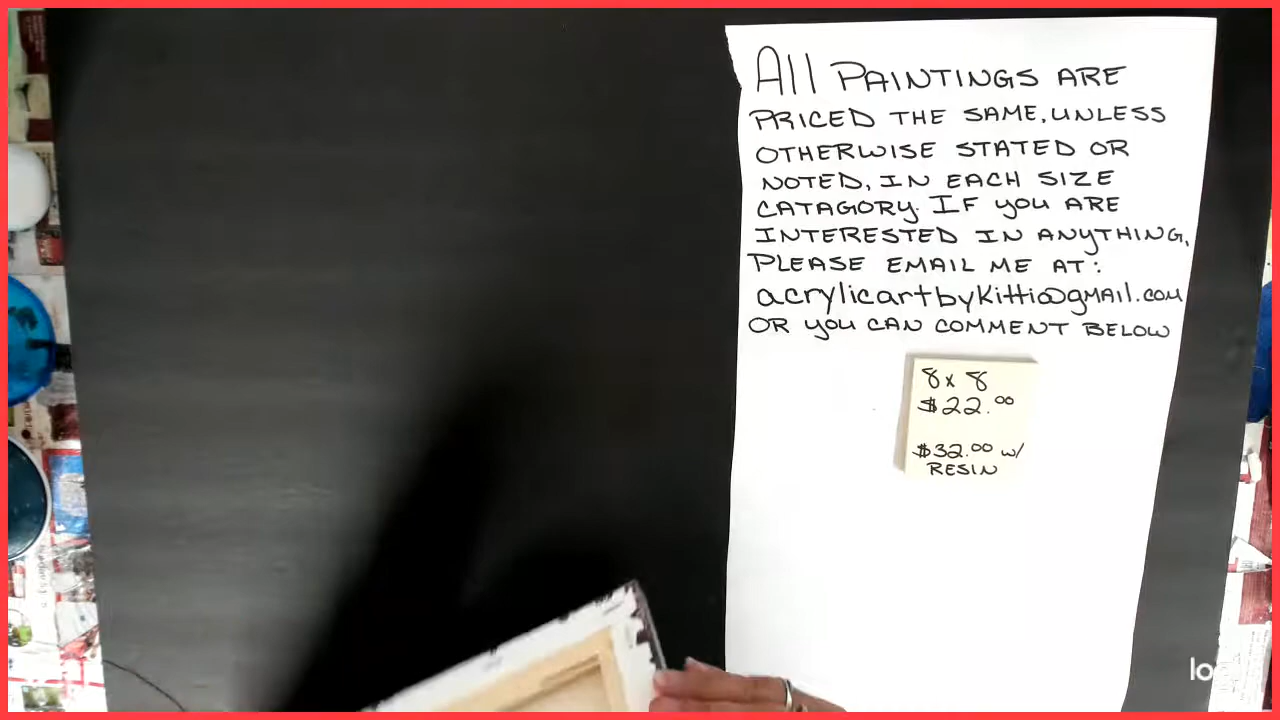 All PAINTINGS ARE
PRICED THE SAME, UNLESS
OTHERWISE STATED OR
NOTED, IN EACH SIZE
CATAGORY. IF YOU ARE
INTERESTED IN ANYTHING,
PLEASE EMAIL ME AT:
acrylicartbykitti@gmail.com
OR YOU CAN COMMENT BELOW
8 x 8
$22.00
$32.00 w/
RESIN